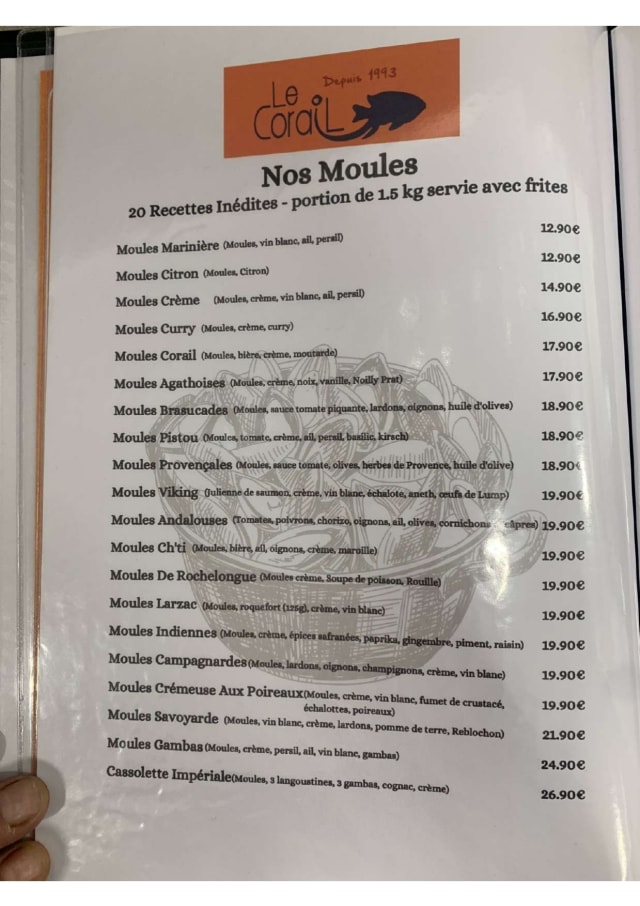 Le Corail
Depuis 1993
Nos Moules
20 Recettes Inédites - portion de 1.5 kg servie avec frites
Moules Marinière (Moules, vin blanc, ail, persil) 12.90€
Moules Citron (Moules, Citron) 12.90€
Moules Crème (Moules, crème, vin blanc, ail, persil) 14.90€
Moules Curry (Moules, crème, curry) 16.90€
Moules Corail (Moules, bière, crème, moutarde) 17.90€
Moules Agathoises (Moules, crème, noix, vanille, Noilly Prat) 17.90€
Moules Brasucades (Moules, sauce tomate piquante, lardons, oignons, huile d'olives) 18.90€
Moules Pistou (Moules, tomate, crème, ail, persil, basilic, kirsch) 18.90€
Moules Provençales (Moules, sauce tomate, olives, herbes de Provence, huile d'olive) 18.90€
Moules Viking (Julienne de saumon, crème, vin blanc, échalote, aneth, œufs de Lump) 19.90€
Moules Andalouses (Tomates, poivrons, chorizo, oignons, ail, olives, cornichons câpres) 19.90€
Moules Ch'ti (Moules, bière, ail, oignons, crème, maroille) 19.90€
Moules De Rochelongue (Moules crème, Soupe de poisson, Rouille) 19.90€
Moules Larzac (Moules, roquefort (125g), crème, vin blanc) 19.90€
Moules Indiennes (Moules, crème, épices safranées, paprika, gingembre, piment, raisin) 19.90€
Moules Campagnardes (Moules, lardons, oignons, champignons, crème, vin blanc) 19.90€
Moules Crémeuse Aux Poireaux (Moules, crème, vin blanc, fumet de crustacé, 19.90€
échalottes, poireaux)
Moules Savoyarde (Moules, vin blanc, crème, lardons, pomme de terre, Reblochon) 21.90€
Moules Gambas (Moules, crème, persil, ail, vin blanc, gambas) 24.90€
Cassolette Impériale (Moules, 3 langoustines, 3 gambas, cognac, crème) 26.90€